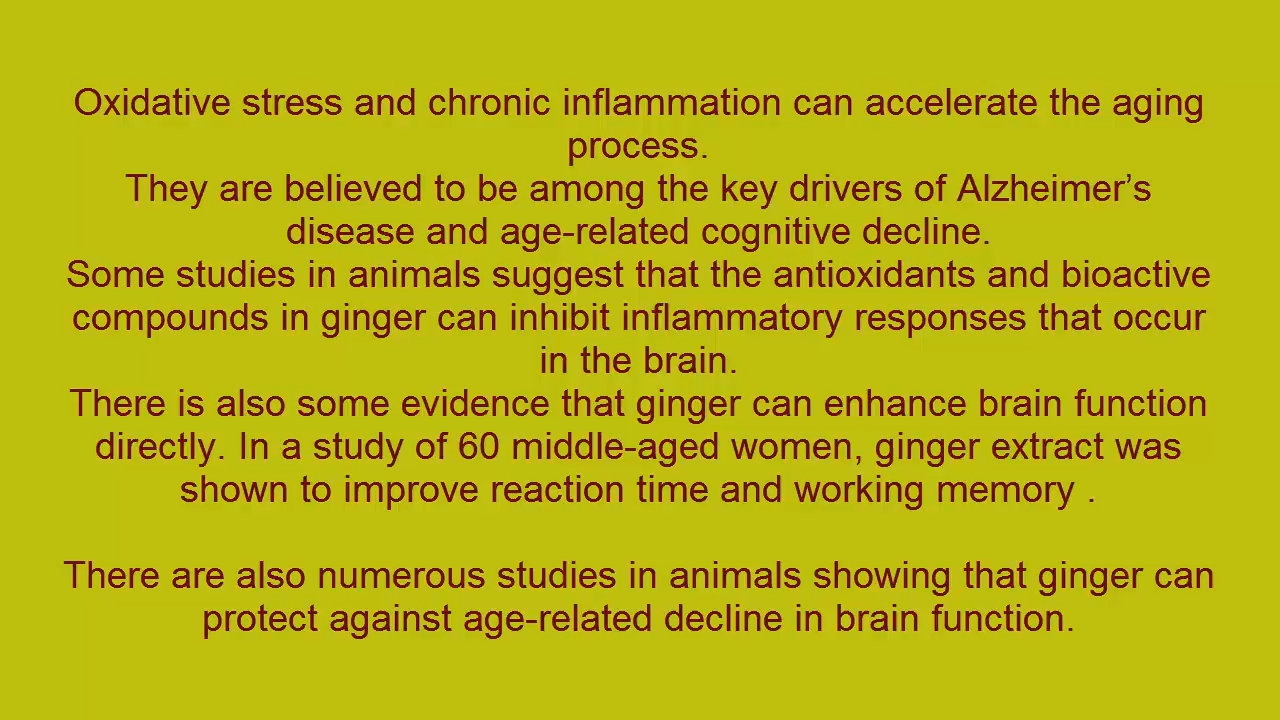 Oxidative stress and chronic inflammation can accelerate the aging
process.
They are believed to be among the key drivers of Alzheimer’s
disease and age-related cognitive decline.
Some studies in animals suggest that the antioxidants and bioactive
compounds in ginger can inhibit inflammatory responses that occur
in the brain.
There is also some evidence that ginger can enhance brain function
directly. In a study of 60 middle-aged women, ginger extract was
shown to improve reaction time and working memory .
There are also numerous studies in animals showing that ginger can
protect against age-related decline in brain function.